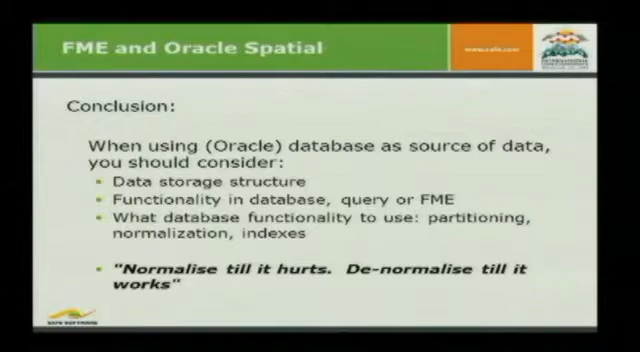 FME and Oracle Spatial
www.safe.com
Conclusion:
When using (Oracle) database as source of data,
you should consider:
Data storage structure
Functionality in database, query or FME
What database functionality to use: partitioning,
normalization, indexes
"Normalise till it hurts. De-normalise till it
works"
SAFE SOFTWARE